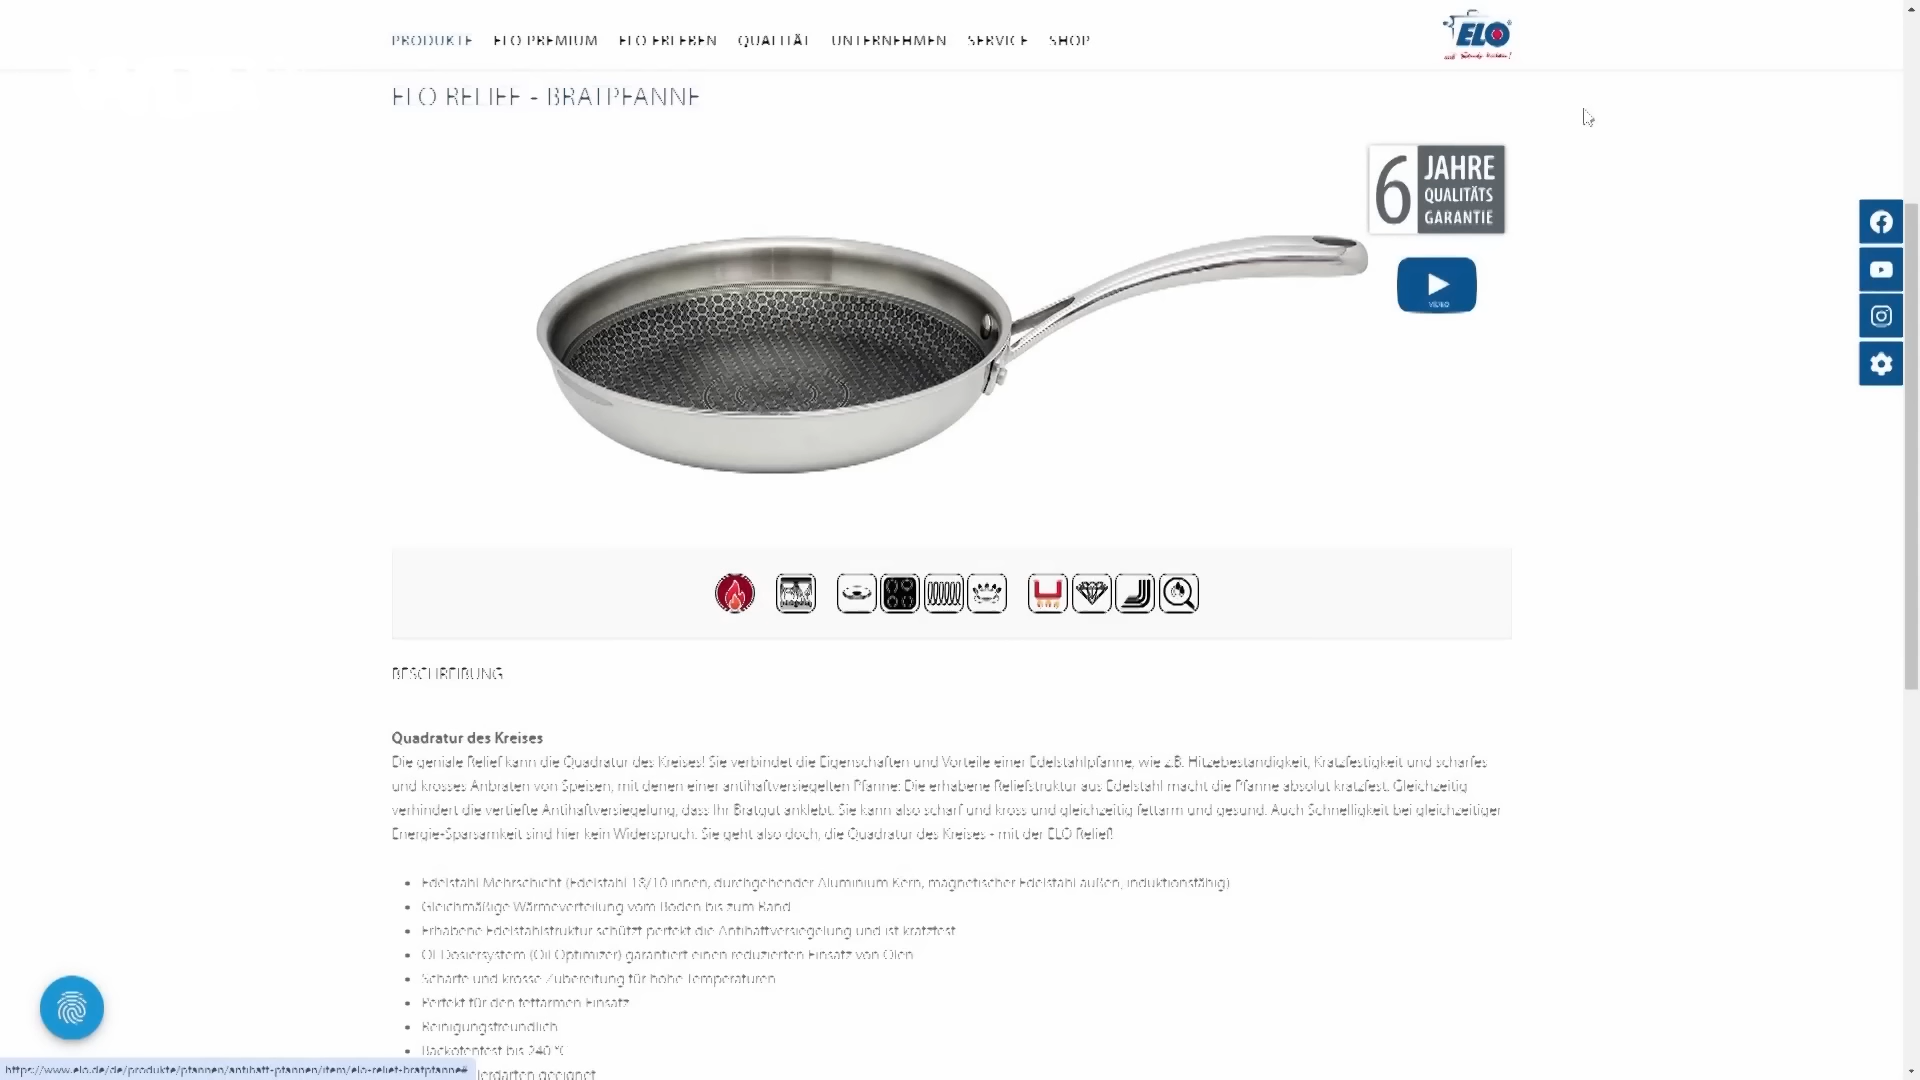 PRODUKTE ELO PREMIUM ELO ERLEBEN QUALITÄT UNTERNEHMEN SERVICE SHOP
ELO
ELO RELIEF - BRATPFANNE
6 JAHRE
QUALITÄTS
GARANTIE
VIDEO
BESCHREIBUNG
Quadratur des Kreises
Die geniale Relief kann die Quadratur des Kreises! Sie verbindet die Eigenschaften und Vorteile einer Edelstahlpfanne, wie z.B. Hitzebeständigkeit, Kratzfestigkeit und scharfes
und krosses Anbraten von Speisen, mit denen einer antihaftversiegelten Pfanne: Die erhabene Reliefstruktur aus Edelstahl macht die Pfanne absolut kratzfest. Gleichzeitig
verhindert die vertiefte Antihaftversiegelung, dass Ihr Bratgut anklebt. Sie kann also scharf und kross und gleichzeitig fettarm und gesund. Auch Schnelligkeit bei gleichzeitiger
Energie-Sparsamkeit sind hier kein Widerspruch. Sie geht also doch, die Quadratur des Kreises - mit der ELO Relief!
Edelstahl Mehrschicht (Edelstahl 18/10 innen, durchgehender Aluminium Kern, magnetischer Edelstahl außen, induktionsfähig)
Gleichmäßige Wärmeverteilung vom Boden bis zum Rand
Erhabene Edelstahlstruktur schützt perfekt die Antihaftversiegelung und ist kratzfest
Öl Dosiersystem (Oil Optimizer) garantiert einen reduzierten Einsatz von Ölen
Scharfe und krosse Zubereitung für hohe Temperaturen
Perfekt für den fettarmen Einsatz
Reinigungsfreundlich
Backofenfest bis 240 °C
geeignet
https://www.elo.de/de/produkte/pfannen/antihaft-pfannen/item/elo-relief-bratpfanne#